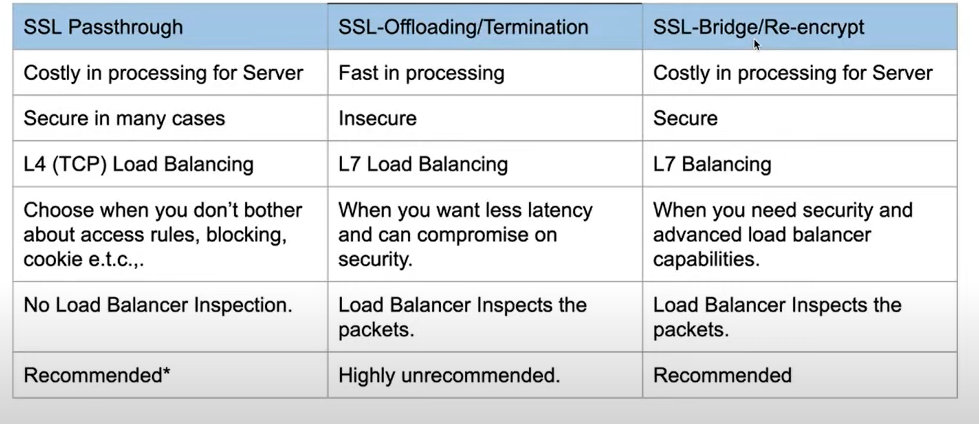 SSL Passthrough
SSL-Offloading/Termination
SSL-Bridge/Re-encrypt
Costly in processing for Server
Fast in processing
Costly in processing for Server
Secure in many cases
Insecure
Secure
L4 (TCP) Load Balancing
L7 Load Balancing
L7 Balancing
Choose when you don’t bother
about access rules, blocking,
cookie e.t.c.,.
When you want less latency
and can compromise on
security.
When you need security and
advanced load balancer
capabilities.
No Load Balancer Inspection.
Load Balancer Inspects the
packets.
Load Balancer Inspects the
packets.
Recommended*
Highly unrecommended.
Recommended